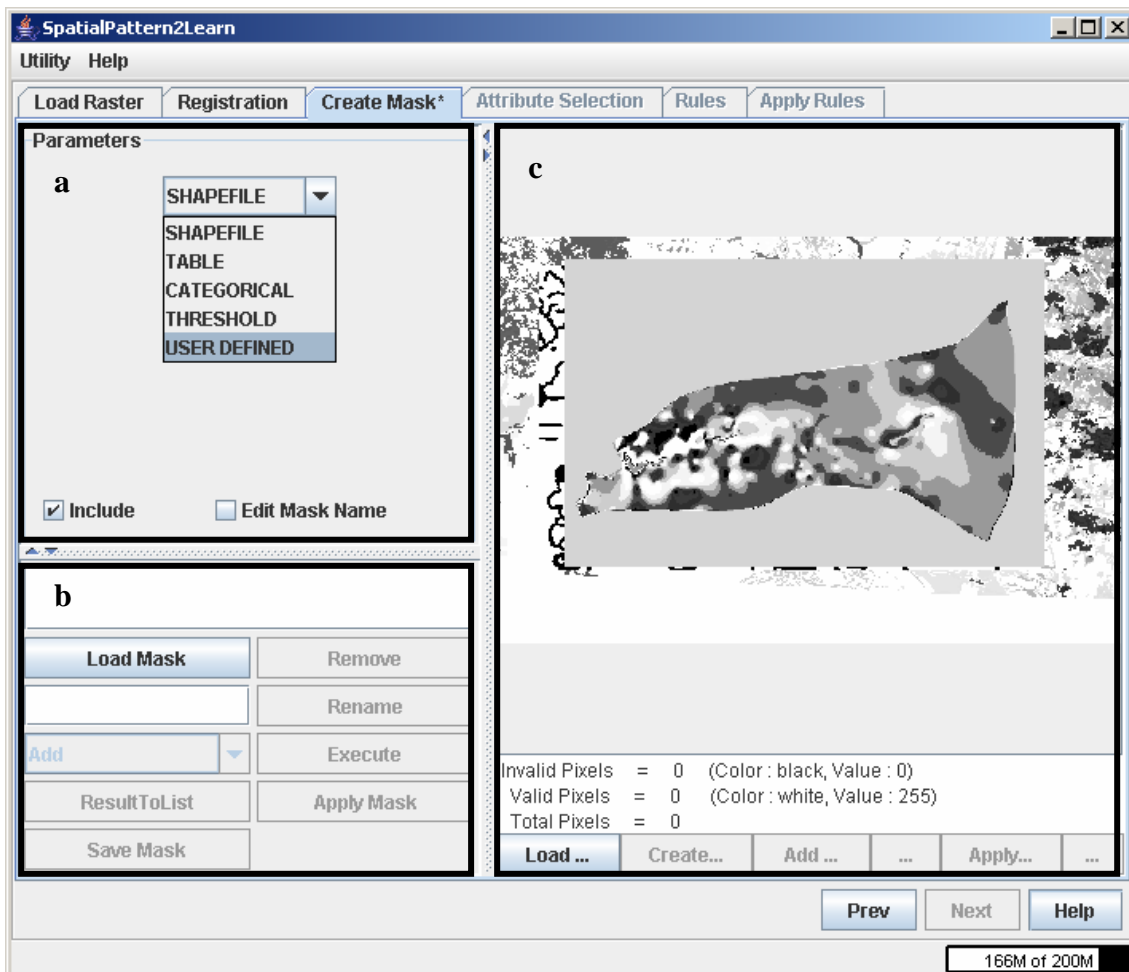 SpatialPattern2Learn
Utility Help
Load Raster Registration Create Mask* Attribute Selection Rules Apply Rules
Parameters
a
SHAPEFILE
SHAPEFILE
TABLE
CATEGORICAL
THRESHOLD
USER DEFINED
Include Edit Mask Name
b
Load Mask Remove
Rename
Add Execute
ResultToList Apply Mask
Save Mask
c
Invalid Pixels = 0 (Color : black, Value : 0)
Valid Pixels = 0 (Color : white, Value : 255)
Total Pixels = 0
Load ... Create... Add ... ... Apply... ...
Prev Next Help
166M of 200M